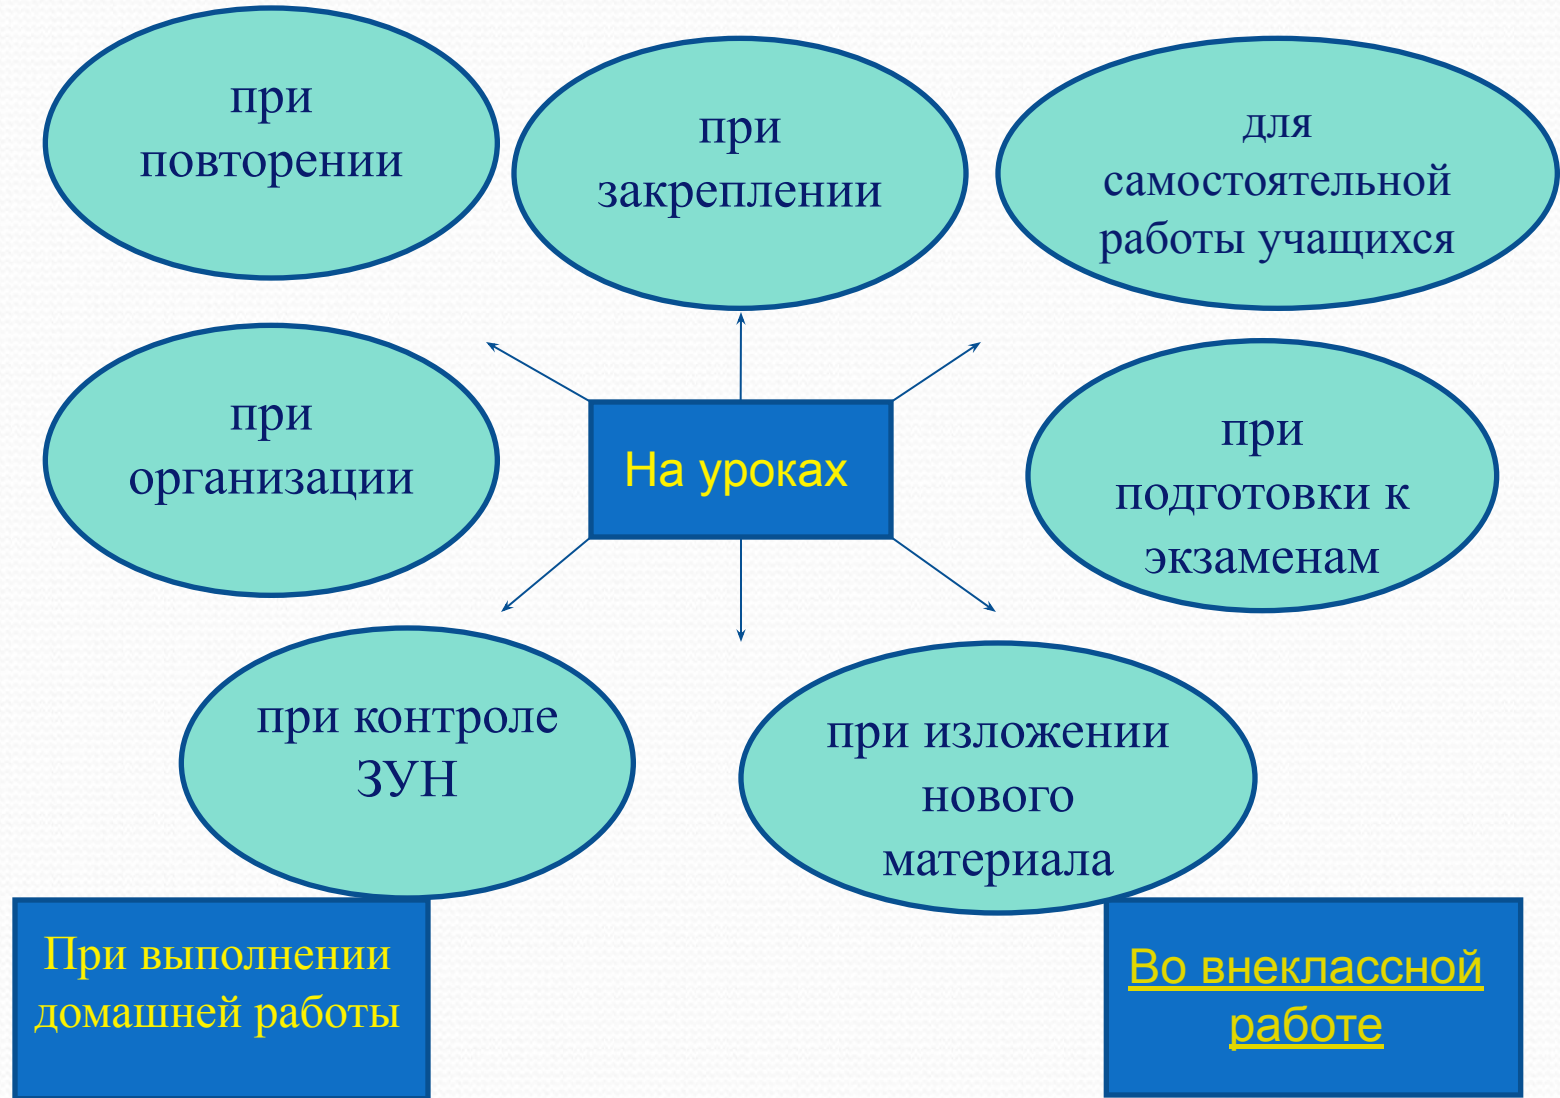 при
повторении
при
закреплении
для
самостоятельной
работы учащихся
при
организации
На уроках
при
подготовки к
экзаменам
при контроле
ЗУН
при изложении
нового
материала
При выполнении
домашней работы
Во внеклассной
работе